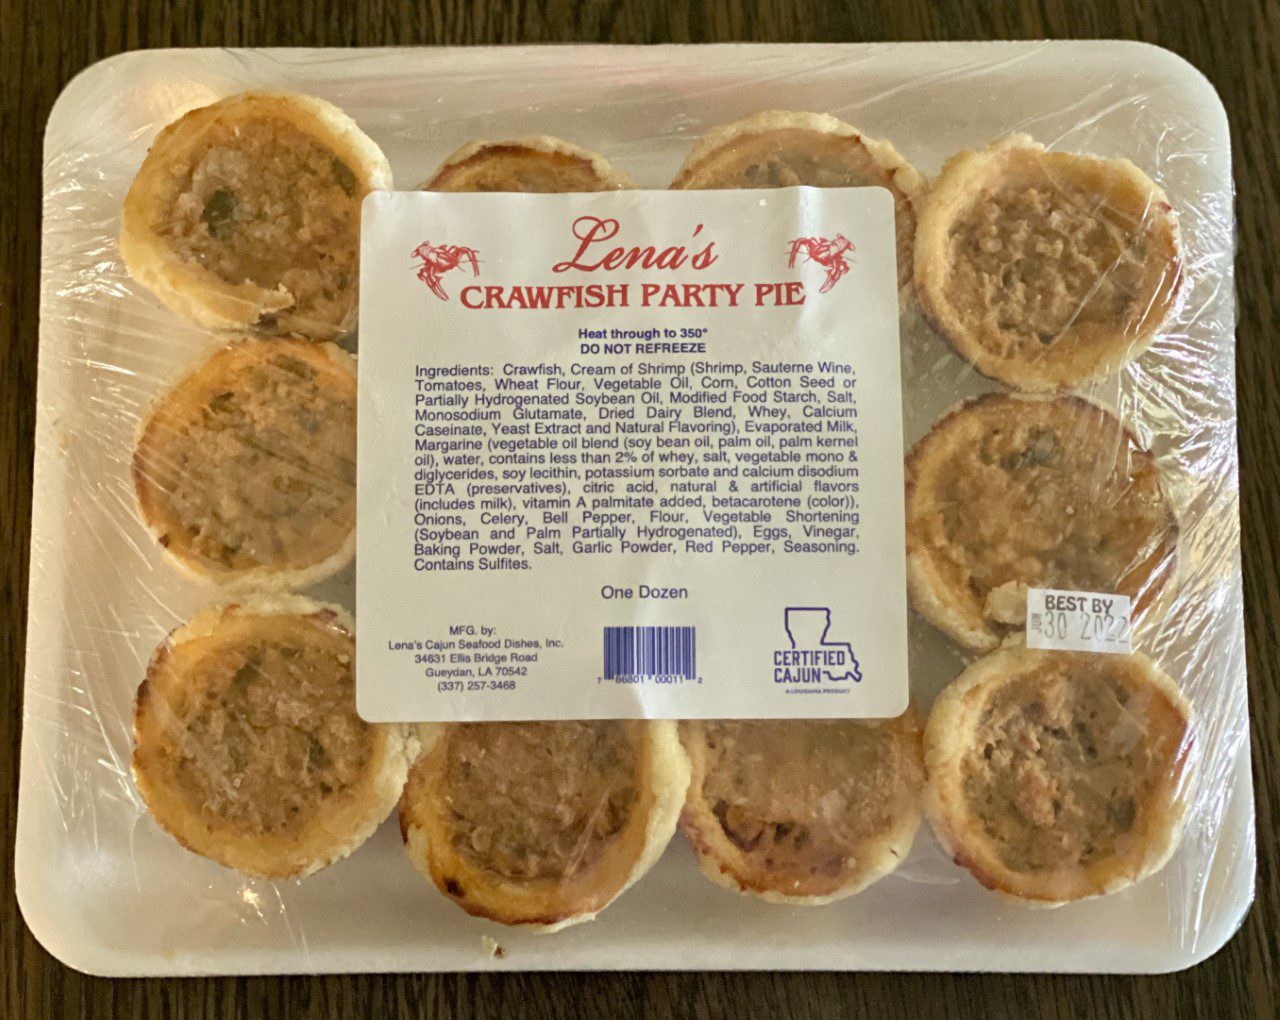 Lena's
CRAWFISH PARTY PIE
Heat through to 350°
DO NOT REFREEZE
Ingredients: Crawfish, Cream of Shrimp (Shrimp, Sauterne Wine,
Tomatoes, Wheat Flour, Vegetable Oil, Corn, Cotton Seed or
Partially Hydrogenated Soybean Oil, Modified Food Starch, Salt,
Monosodium Glutamate, Dried Dairy Blend, Whey, Calcium
Caseinate, Yeast Extract and Natural Flavoring), Evaporated Milk,
Margarine (vegetable oil blend (soy bean oil, palm oil, palm kernel
oil), water, contains less than 2% of whey, salt, vegetable mono &
diglycerides, soy lecithin, potassium sorbate and calcium disodium
EDTA (preservatives), citric acid, natural & artificial flavors
(includes milk), vitamin A palmitate added, betacarotene (color)),
Onions, Celery, Bell Pepper, Flour, Vegetable Shortening
(Soybean and Palm Partially Hydrogenated), Eggs, Vinegar,
Baking Powder, Salt, Garlic Powder, Red Pepper, Seasoning.
Contains Sulfites.
One Dozen
MFG. by:
Lena's Cajun Seafood Dishes, Inc.
34631 Ellis Bridge Road
Gueydan, LA 70542
(337) 257-3468
7 66801 00011 2
CERTIFIED
CAJUN
A LOUISIANA PRODUCT
BEST BY
JUN 30 2022